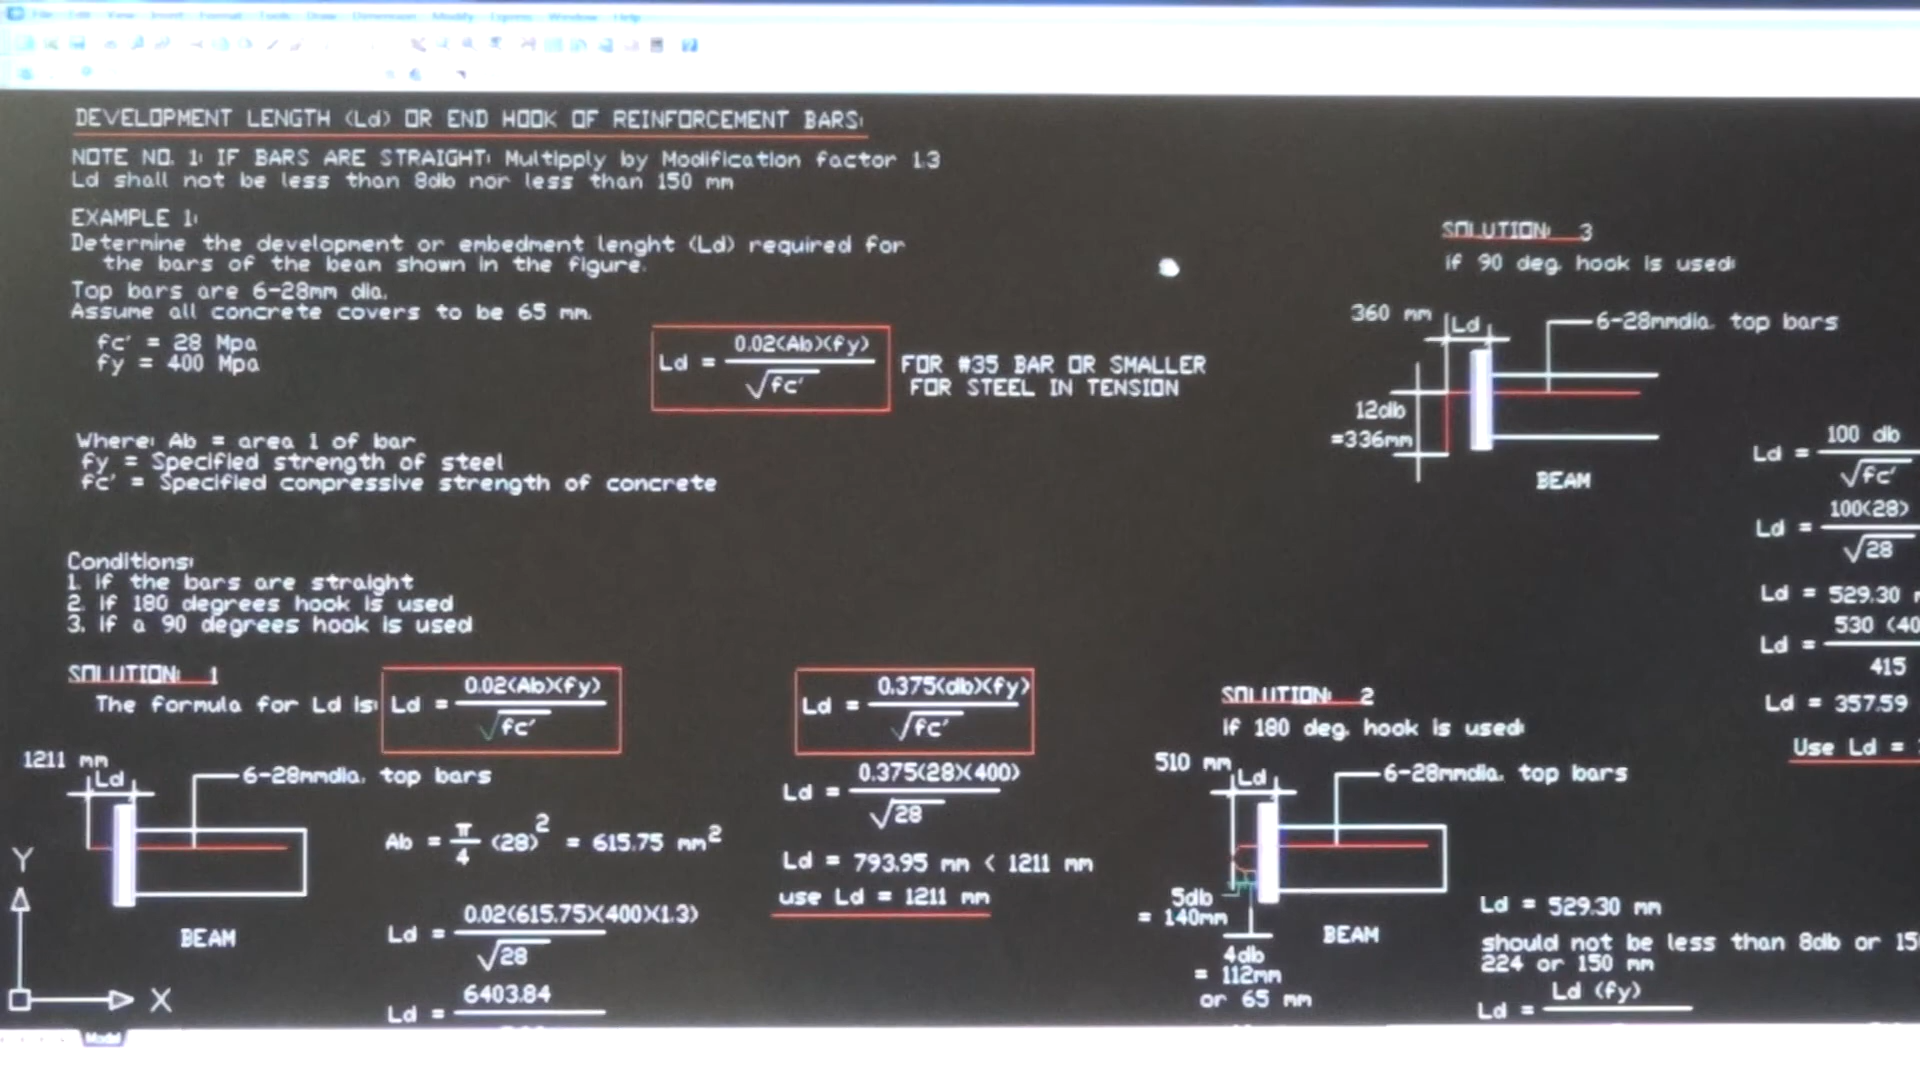 File Edit View Insert Format Tools Draw Dimension Modify Express Window Help
DEVELOPMENT LENGTH (Ld) OR END HOOK OF REINFORCEMENT BARS:
NOTE NO. 1: IF BARS ARE STRAIGHT: Multipply by Modification factor 1.3
Ld shall not be less than 8db nor less than 150 mm
EXAMPLE 1:
Determine the development or embedment lenght (Ld) required for
the bars of the beam shown in the figure.
Top bars are 6-28mm dia.
Assume all concrete covers to be 65 mm.
fc' = 28 Mpa
fy = 400 Mpa
Ld = 0.02(Ab)(fy) / √fc'
FOR #35 BAR OR SMALLER
FOR STEEL IN TENSION
Where: Ab = area 1 of bar
fy = Specified strength of steel
fc' = Specified compressive strength of concrete
Conditions:
1. if the bars are straight
2. if 180 degrees hook is used
3. if a 90 degrees hook is used
SOLUTION: 1
The formula for Ld is: Ld = 0.02(Ab)(fy) / √fc'
1211 mm
Ld
6-28mmdia. top bars
BEAM
Y
X
Ab = π/4 (28)2 = 615.75 mm2
Ld = 0.02(615.75)(400)(1.3) / √28
Ld = 6403.84
Ld = 0.375(db)(fy) / √fc'
Ld = 0.375(28)(400) / √28
Ld = 793.95 mm < 1211 mm
use Ld = 1211 mm
SOLUTION: 2
if 180 deg. hook is used:
510 mm
Ld
6-28mmdia. top bars
5db
= 140mm
BEAM
4db
= 112mm
or 65 mm
Ld = 529.30 mm
should not be less than 8db or 15
224 or 150 mm
Ld = Ld (fy)
SOLUTION: 3
if 90 deg. hook is used:
360 mm
Ld
6-28mmdia. top bars
12db
=336mm
BEAM
Ld = 100 db / √fc'
Ld = 100(28) / √28
Ld = 529.30
Ld = 530 (40 / 415
Ld = 357.59
Use Ld =
Model